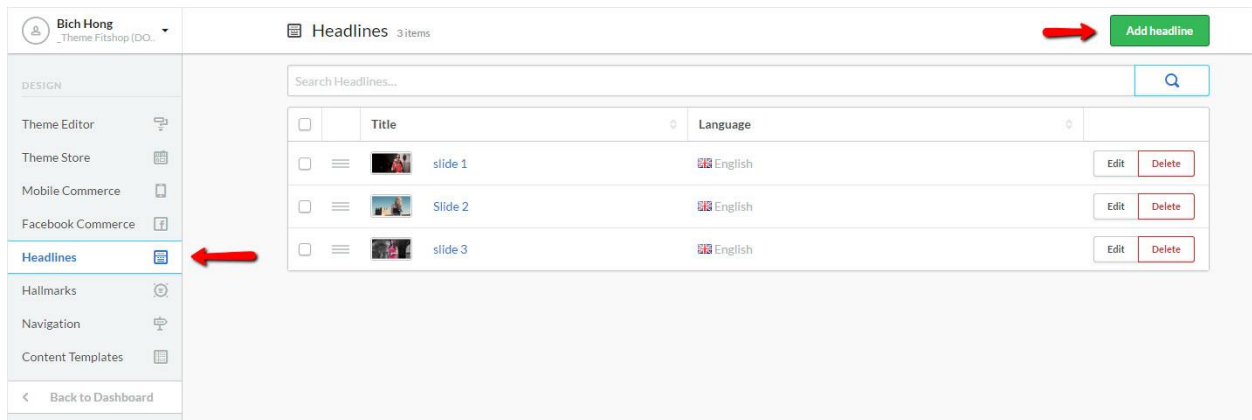 Bich Hong
_Theme Fitshop (DO..
DESIGN
Theme Editor
Theme Store
Mobile Commerce
Facebook Commerce
Headlines
Hallmarks
Navigation
Content Templates
Back to Dashboard
Headlines 3 items
Add headline
Search Headlines...
Title Language
slide 1 English Edit Delete
Slide 2 English Edit Delete
slide 3 English Edit Delete